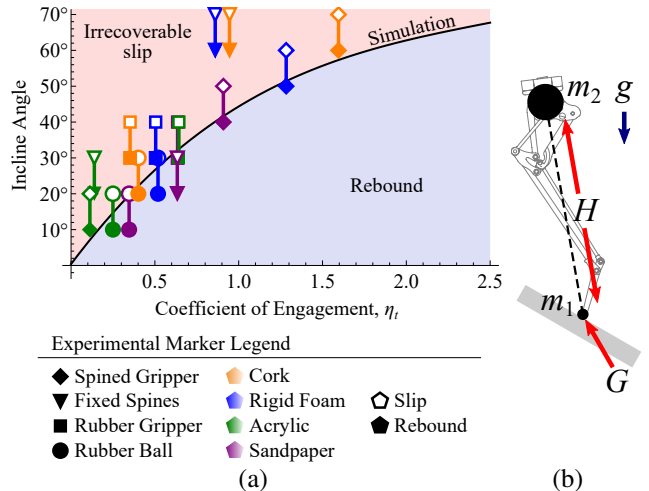 70°
60°
50°
40°
30°
20°
10°
Incline Angle
Irrecoverable
slip
Simulation
Rebound
0.5 1.0 1.5 2.0 2.5
Coefficient of Engagement, η_t
Experimental Marker Legend
Spined Gripper Cork
Fixed Spines Rigid Foam Slip
Rubber Gripper Acrylic Rebound
Rubber Ball Sandpaper
(a)
m₂
g
H
m₁
G
(b)